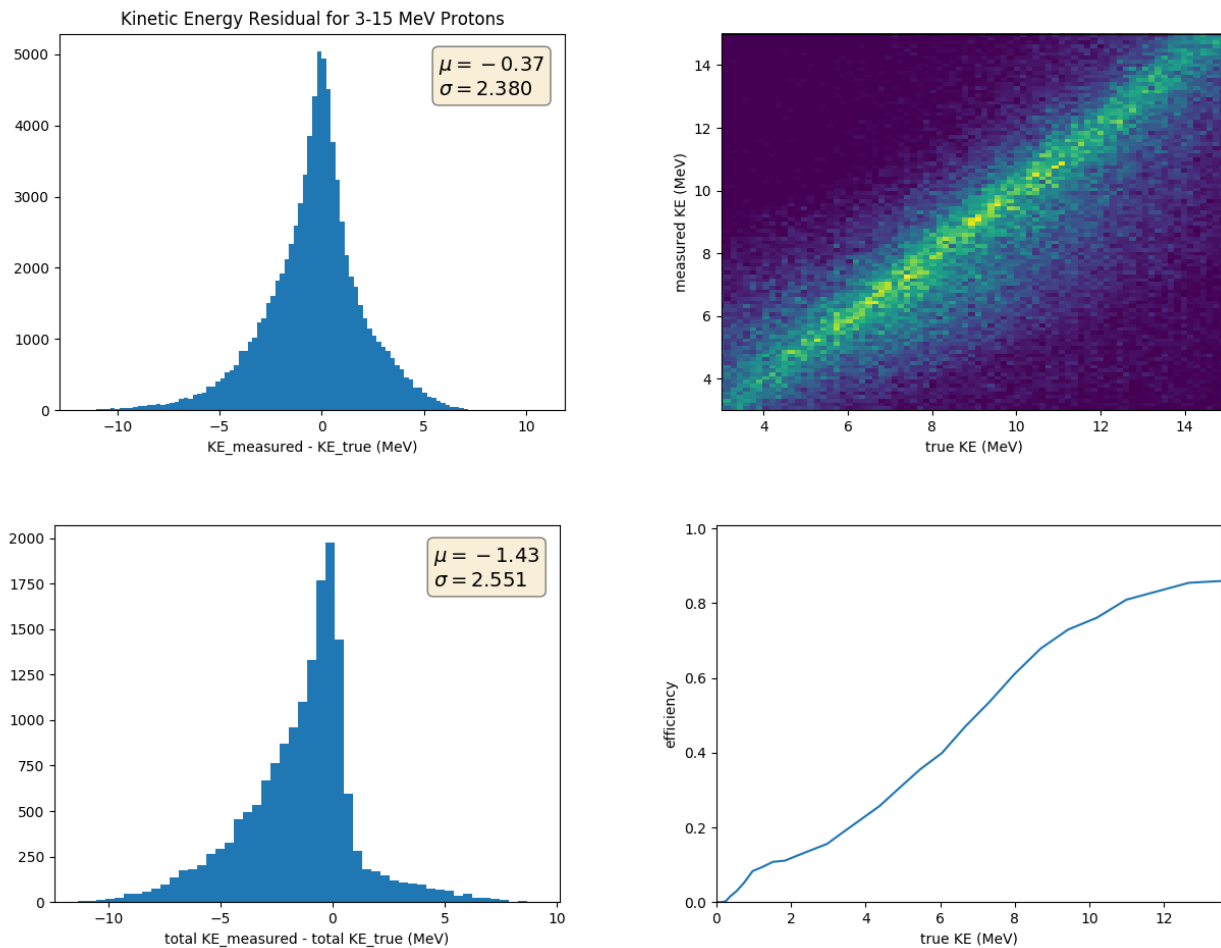 Kinetic Energy Residual for 3-15 MeV Protons
μ = −0.37
σ = 2.380
5000
4000
3000
2000
1000
0
−10 −5 0 5 10
KE_measured - KE_true (MeV)
14
12
10
8
6
4
measured KE (MeV)
4 6 8 10 12 14
true KE (MeV)
μ = −1.43
σ = 2.551
2000
1750
1500
1250
1000
750
500
250
0
−10 −5 0 5 10
total KE_measured - total KE_true (MeV)
1.0
0.8
0.6
0.4
0.2
0.0
efficiency
0 2 4 6 8 10 12
true KE (MeV)